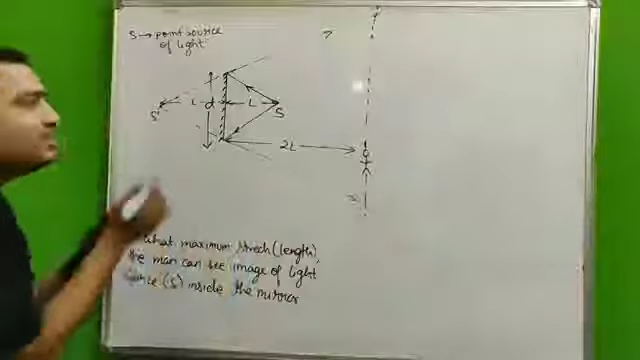 S → point source
of light
S'
L
d
L
S
2L
what maximum strech (length),
the man can see image of light
(S) inside the mirror